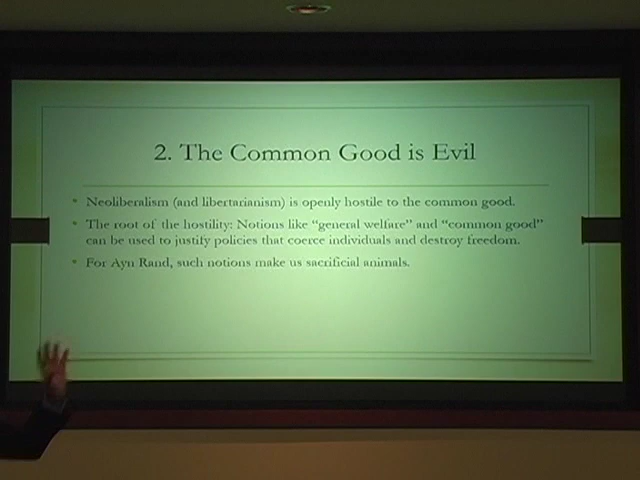 2. The Common Good is Evil
• Neoliberalism (and libertarianism) is openly hostile to the common good.
• The root of the hostility: Notions like “general welfare” and “common good”
can be used to justify policies that coerce individuals and destroy freedom.
• For Ayn Rand, such notions make us sacrificial animals.